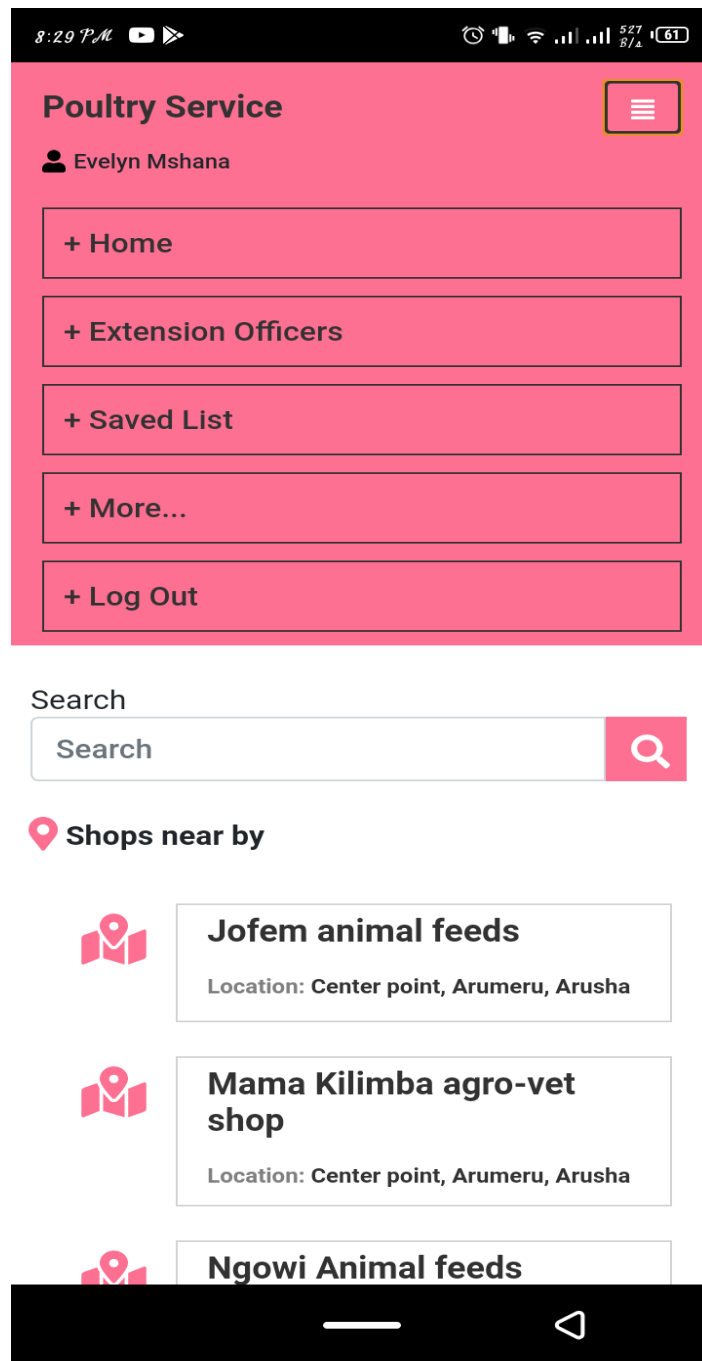 8:29 PM
527
B/s
61
Poultry Service
Evelyn Mshana
+ Home
+ Extension Officers
+ Saved List
+ More...
+ Log Out
Search
Search
Shops near by
Jofem animal feeds
Location: Center point, Arumeru, Arusha
Mama Kilimba agro-vet
shop
Location: Center point, Arumeru, Arusha
Ngowi Animal feeds